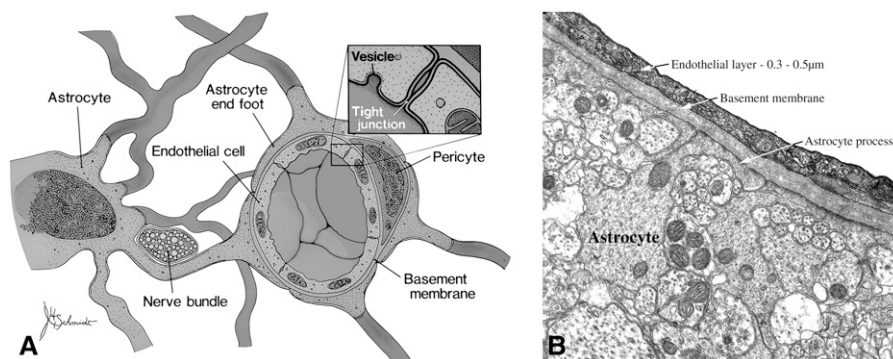 Astrocyte
Astrocyte
end foot
Endothelial cell
Vesicle
Tight
junction
Pericyte
Basement
membrane
Nerve bundle
Schmidt
A
Endothelial layer - 0.3 - 0.5µm
Basement membrane
Astrocyte process
Astrocyte
B